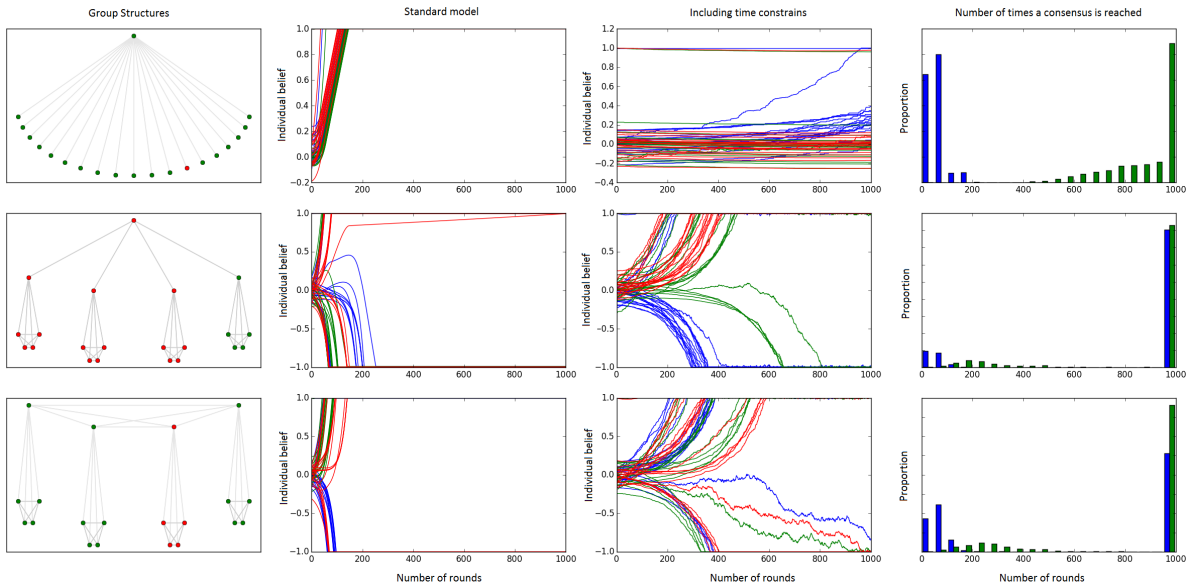 Group Structures
Standard model
Including time constrains
Number of times a consensus is reached
1.0
0.8
0.6
0.4
0.2
0.0
−0.2
0 200 400 600 800 1000
Individual belief
1.2
1.0
0.8
0.6
0.4
0.2
0.0
−0.2
−0.4
0 200 400 600 800 1000
Individual belief
Proportion
0 200 400 600 800 1000
1.0
0.5
0.0
−0.5
−1.0
0 200 400 600 800 1000
Individual belief
1.0
0.5
0.0
−0.5
−1.0
0 200 400 600 800 1000
Individual belief
Proportion
0 200 400 600 800 1000
1.0
0.5
0.0
−0.5
−1.0
0 200 400 600 800 1000
Individual belief
Number of rounds
1.0
0.5
0.0
−0.5
−1.0
0 200 400 600 800 1000
Individual belief
Number of rounds
Proportion
0 200 400 600 800 1000
Number of rounds